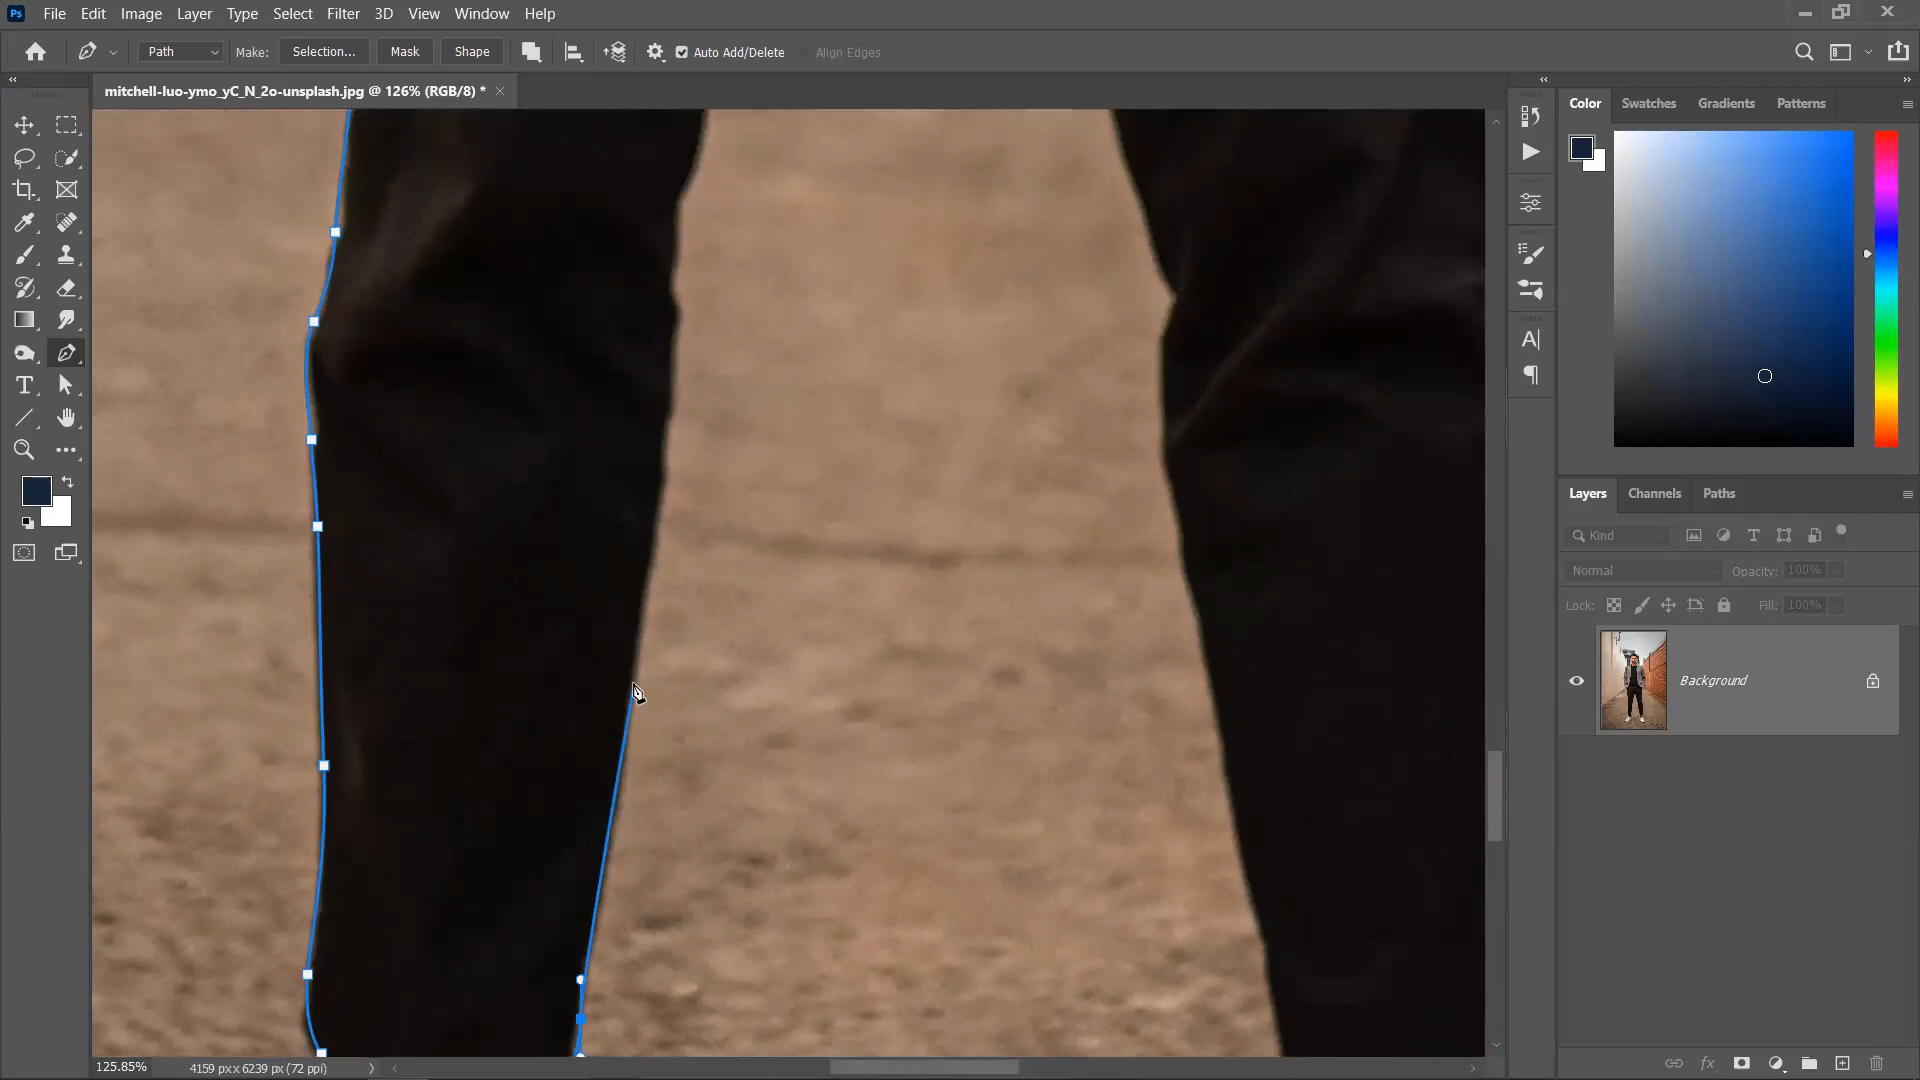 Ps File Edit Image Layer Type Select Filter 3D View Window Help
Path Make: Selection... Mask Shape Auto Add/Delete Align Edges
mitchell-luo-ymo_yC_N_2o-unsplash.jpg @ 126% (RGB/8) *
Color Swatches Gradients Patterns
Layers Channels Paths
Kind
Normal Opacity: 100%
Lock: Fill: 100%
Background
125.85% 4159 px x 6239 px (72 ppi)